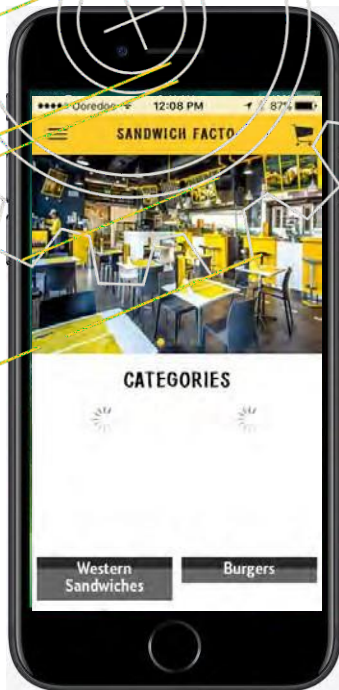 Ooredoo 12:08 PM 87%
SANDWICH FACTO
CATEGORIES
Western Burgers
Sandwiches